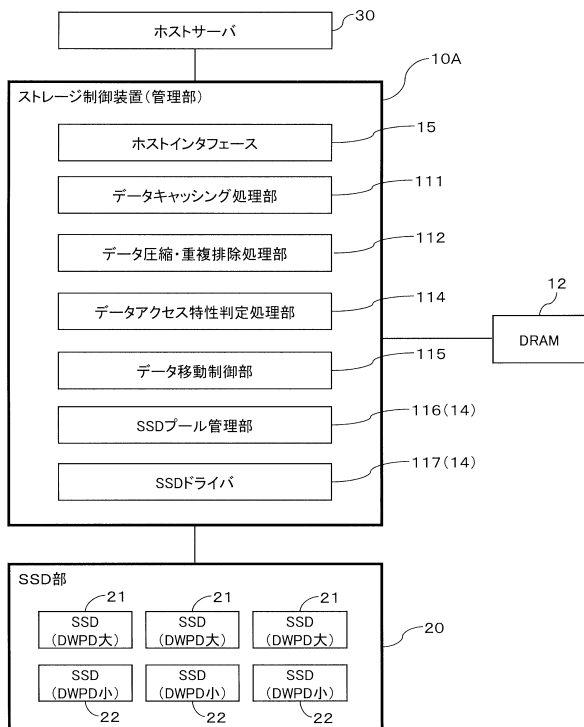 ホストサーバ
30
10A
ストレージ制御装置(管理部)
ホストインタフェース
15
データキャッシング処理部
111
データ圧縮・重複排除処理部
112
データアクセス特性判定処理部
114
データ移動制御部
115
SSDプール管理部
116(14)
SSDドライバ
117(14)
12
DRAM
SSD部
20
21
21
21
SSD
(DWPD大)
SSD
(DWPD大)
SSD
(DWPD大)
SSD
(DWPD小)
SSD
(DWPD小)
SSD
(DWPD小)
22
22
22